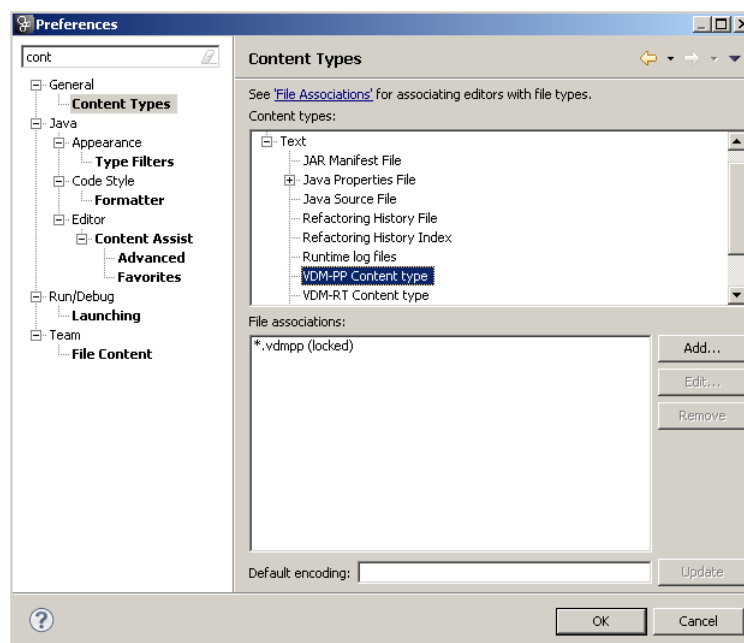 Preferences
cont
General
Content Types
Java
Appearance
Type Filters
Code Style
Formatter
Editor
Content Assist
Advanced
Favorites
Run/Debug
Launching
Team
File Content
Content Types
See 'File Associations' for associating editors with file types.
Content types:
Text
JAR Manifest File
Java Properties File
Java Source File
Refactoring History File
Refactoring History Index
Runtime log files
VDM-PP Content type
VDM-RT Content type
File associations:
*.vdmpp (locked)
Add...
Edit...
Remove
Default encoding:
Update
?
OK
Cancel